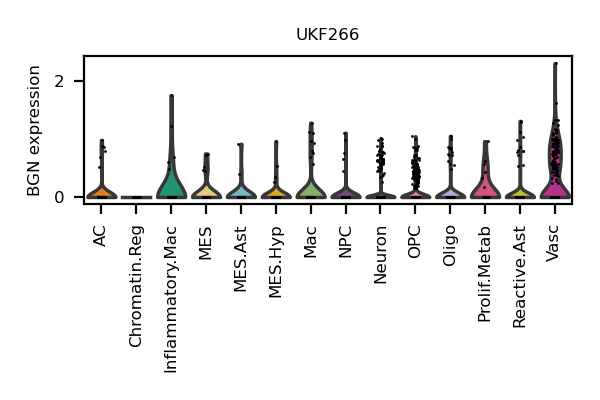 UKF266
BGN expression
2
0
AC
Chromatin.Reg
Inflammatory.Mac
MES
MES.Ast
MES.Hyp
Mac
NPC
Neuron
OPC
Oligo
Prolif.Metab
Reactive.Ast
Vasc